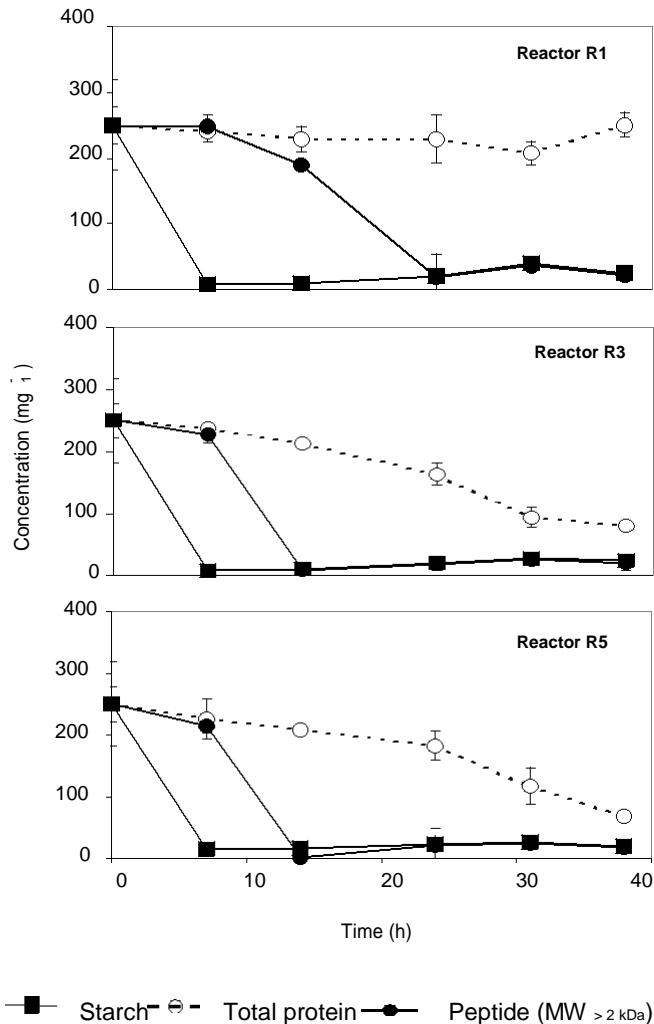 400
Reactor R1
300
200
100
0
400
Reactor R3
300
200
100
0
Concentration (mg -1)
400
Reactor R5
300
200
100
0
0 10 20 30 40
Time (h)
Starch Total protein Peptide (MW > 2 kDa)